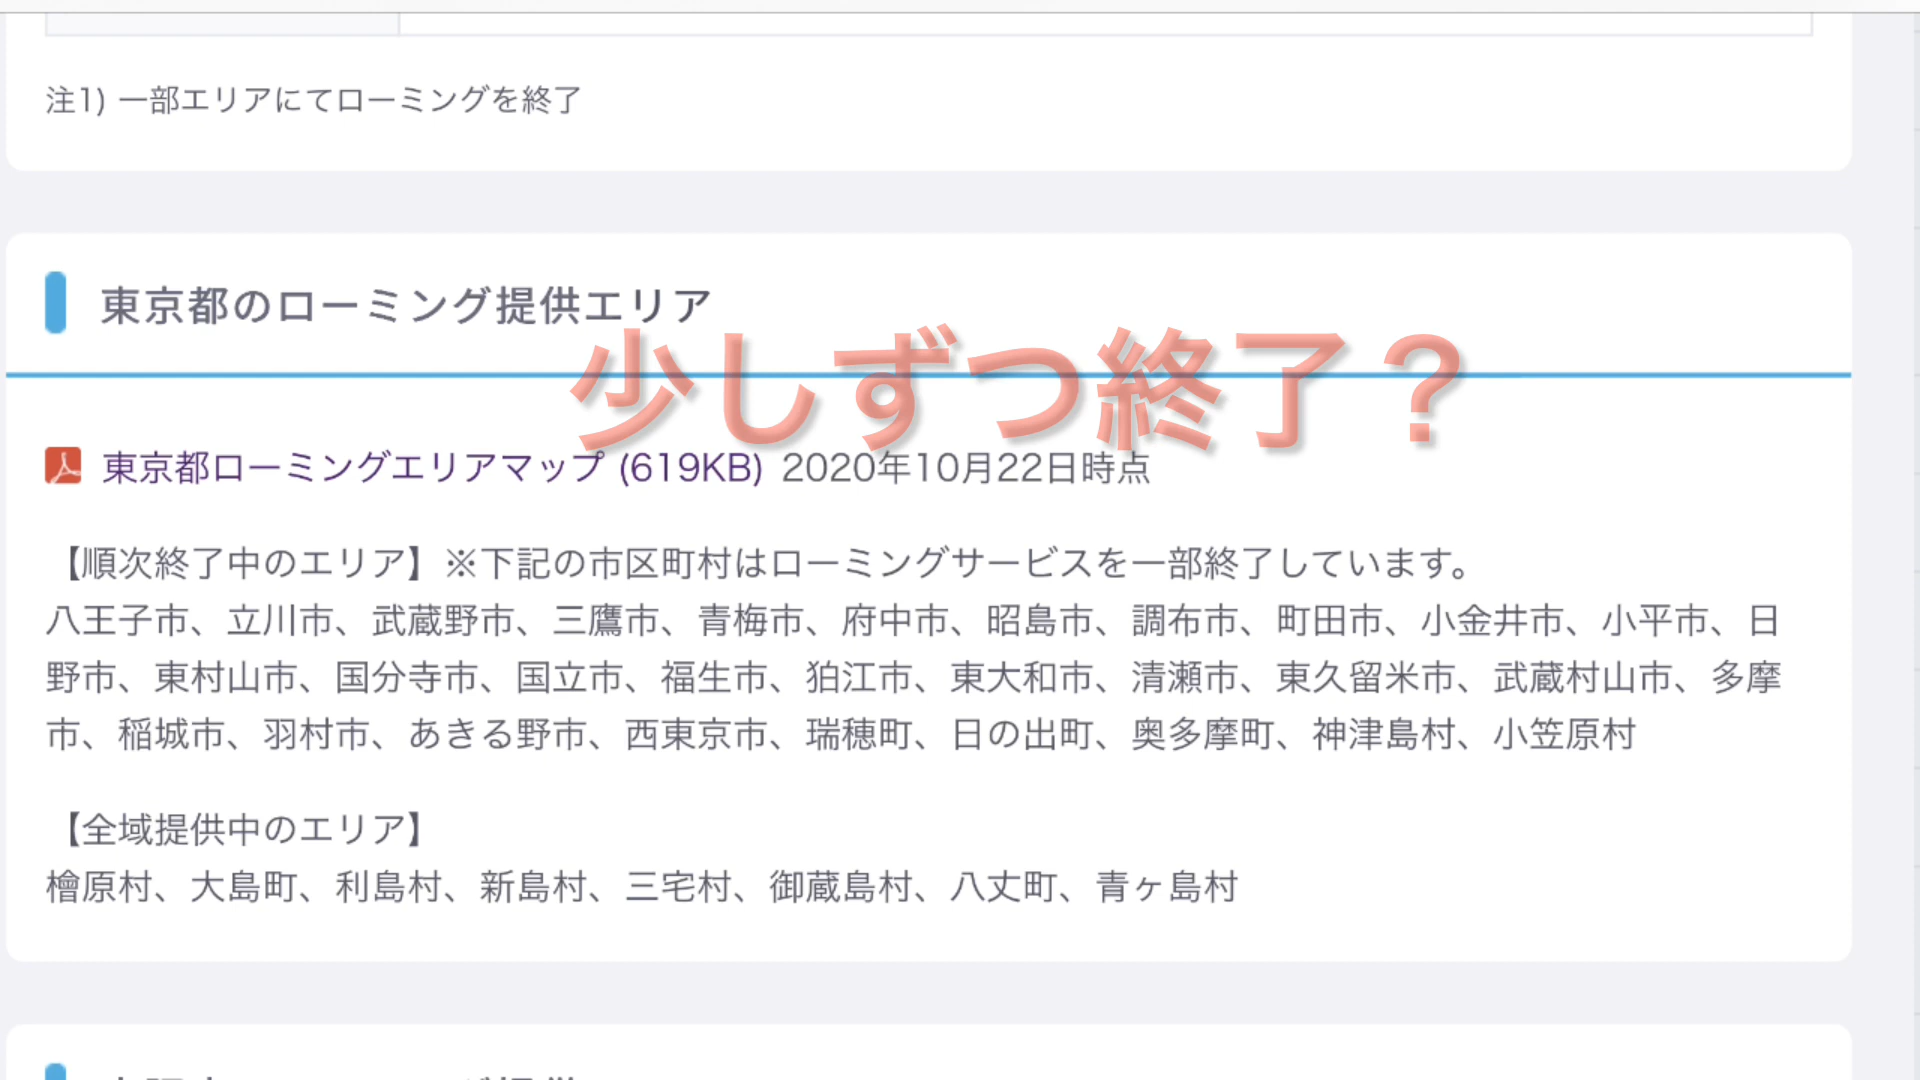 注1) 一部エリアにてローミングを終了
東京都のローミング提供エリア
少しずつ終了？
東京都ローミングエリアマップ (619KB) 2020年10月22日時点
【順次終了中のエリア】※下記の市区町村はローミングサービスを一部終了しています。
八王子市、立川市、武蔵野市、三鷹市、青梅市、府中市、昭島市、調布市、町田市、小金井市、小平市、日
野市、東村山市、国分寺市、国立市、福生市、狛江市、東大和市、清瀬市、東久留米市、武蔵村山市、多摩
市、稲城市、羽村市、あきる野市、西東京市、瑞穂町、日の出町、奥多摩町、神津島村、小笠原村
【全域提供中のエリア】
檜原村、大島町、利島村、新島村、三宅村、御蔵島村、八丈町、青ヶ島村